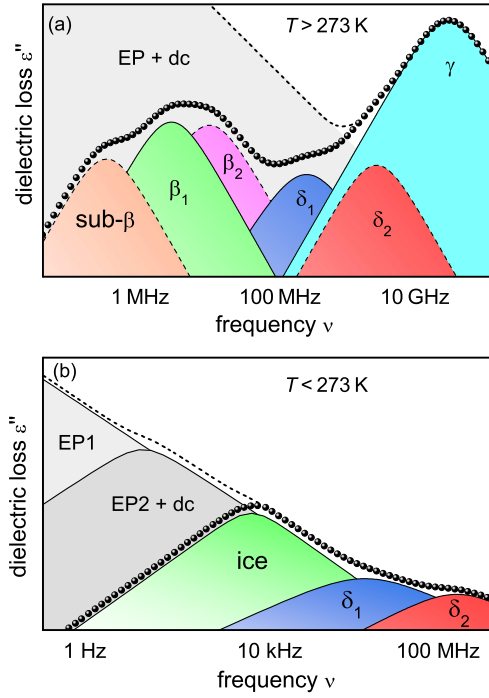 (a)
T > 273 K
EP + dc
γ
β₂
β₁
δ₁
sub-β
δ₂
dielectric loss ε"
1 MHz 100 MHz 10 GHz
frequency ν
(b)
T < 273 K
EP1
EP2 + dc
ice
δ₁
δ₂
dielectric loss ε"
1 Hz 10 kHz 100 MHz
frequency ν